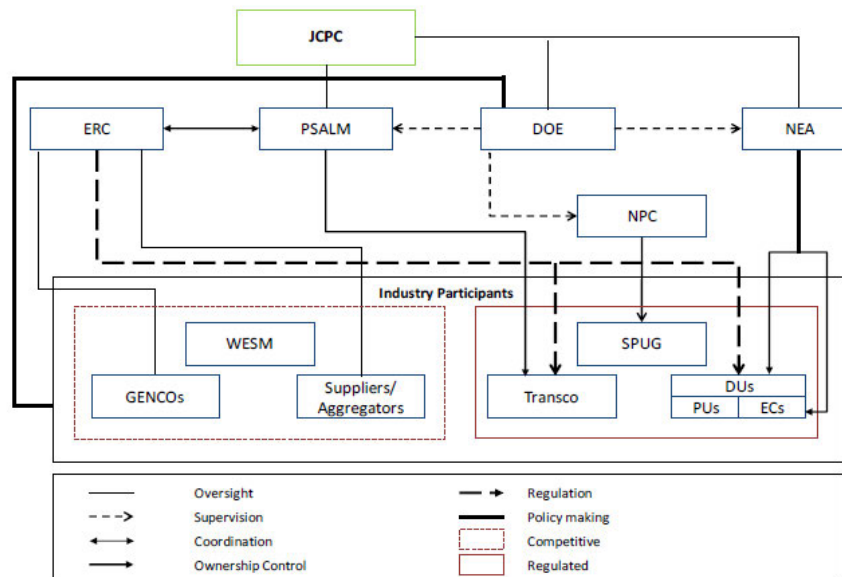 JCPC
ERC
PSALM
DOE
NEA
NPC
Industry Participants
WESM
SPUG
GENCOs
Suppliers/
Aggregators
Transco
DUs
PUs
ECs
Oversight
Regulation
Supervision
Policy making
Coordination
Competitive
Ownership Control
Regulated